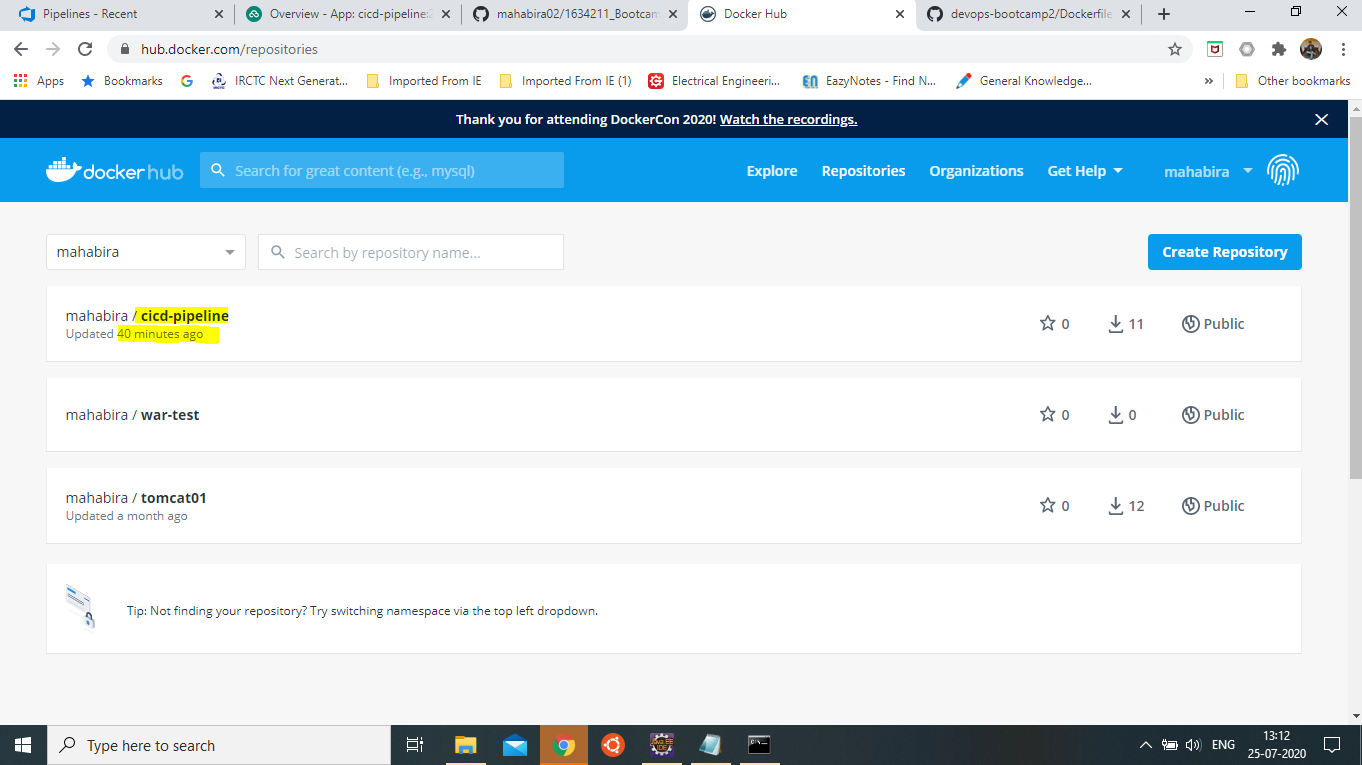 Pipelines - Recent
Overview - App: cicd-pipeline:
mahabira02/1634211_Bootcam
Docker Hub
devops-bootcamp2/Dockerfile
hub.docker.com/repositories
Apps Bookmarks IRCTC Next Generat... Imported From IE Imported From IE (1) Electrical Engineeri... EazyNotes - Find N... General Knowledge... » Other bookmarks
Thank you for attending DockerCon 2020! Watch the recordings.
docker hub
Search for great content (e.g., mysql)
Explore Repositories Organizations Get Help mahabira
mahabira
Search by repository name...
Create Repository
mahabira / cicd-pipeline
Updated 40 minutes ago
0 11 Public
mahabira / war-test
0 0 Public
mahabira / tomcat01
Updated a month ago
0 12 Public
Tip: Not finding your repository? Try switching namespace via the top left dropdown.
Type here to search
ENG
13:12
25-07-2020